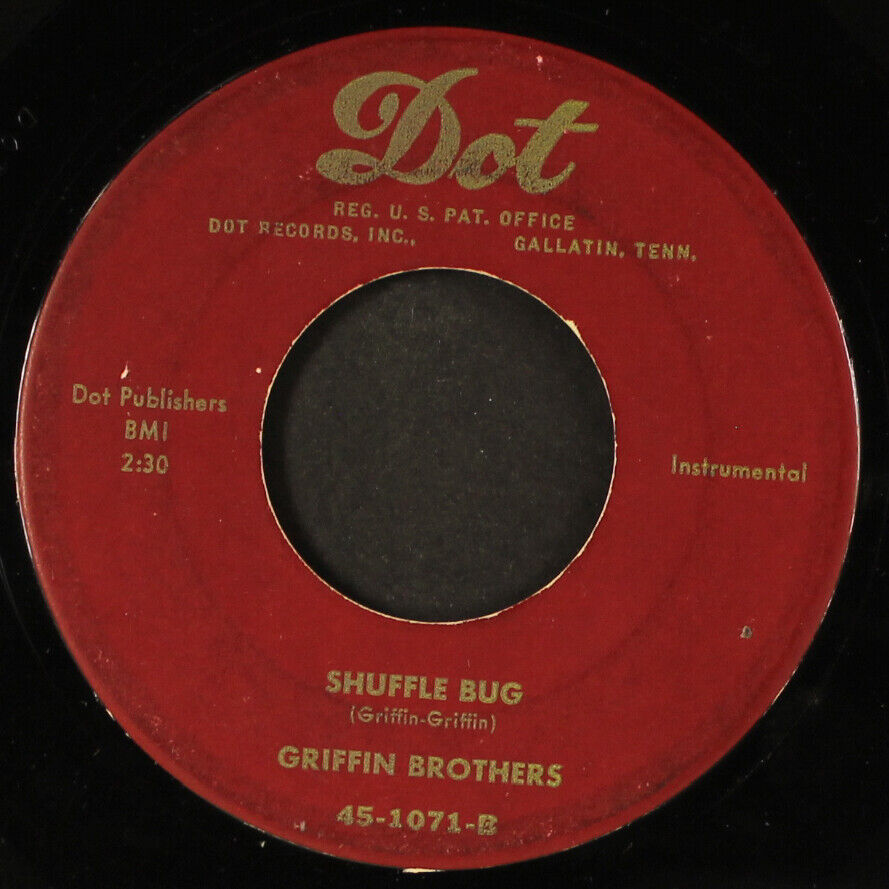 Dot
REG. U. S. PAT. OFFICE
DOT RECORDS, INC., GALLATIN, TENN.
Dot Publishers
BMI
2:30
Instrumental
SHUFFLE BUG
(Griffin-Griffin)
GRIFFIN BROTHERS
45-1071-B